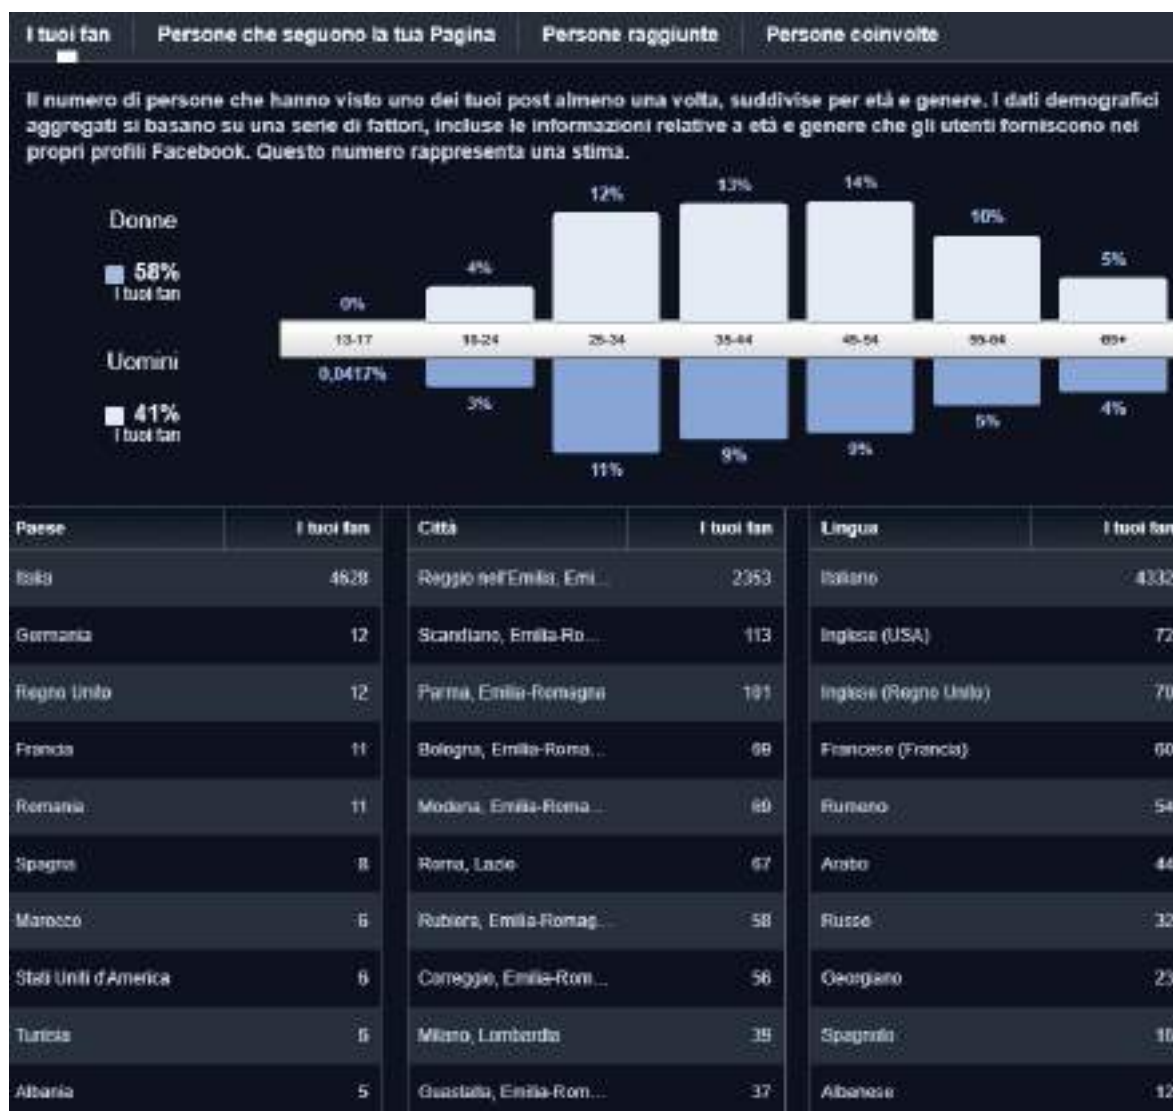 I tuoi fan Persone che seguono la tua Pagina Persone raggiunte Persone coinvolte
Il numero di persone che hanno visto uno dei tuoi post almeno una volta, suddivise per età e genere. I dati demografici
aggregati si basano su una serie di fattori, incluse le informazioni relative a età e genere che gli utenti forniscono nei
propri profili Facebook. Questo numero rappresenta una stima.
Donne
58%
I tuoi fan
Uomini
41%
I tuoi fan
0% 4% 12% 13% 14% 10% 5%
13-17 18-24 25-34 35-44 45-54 55-64 65+
0,0417% 3% 11% 9% 9% 4%
Paese I tuoi fan Città I tuoi fan Lingua I tuoi fan
Italia 4628 Reggio nell'Emilia, Emi... 2353 Italiano 4332
Germania 12 Scandiano, Emilia-Ro... 113 Inglese (USA) 72
Regno Unito 12 Parma, Emilia-Romagna 101 Inglese (Regno Unito)
Francia 11 Bologna, Emilia-Roma... 69 Francese (Francia) 60
Romania 11 Modena, Emilia-Roma... 69 Rumeno 54
Spagna 8 Roma, Lazio 67 Arabo 44
Marocco 6 Rubiera, Emilia-Romag... 58 Russo 32
Stati Uniti d'America 6 Correggio, Emilia-Rom... 56 Georgiano 23
Tunisia 6 Milano, Lombardia 39 Spagnolo
Albania 5 Guastalla, Emilia-Rom... 37 Albanese 12